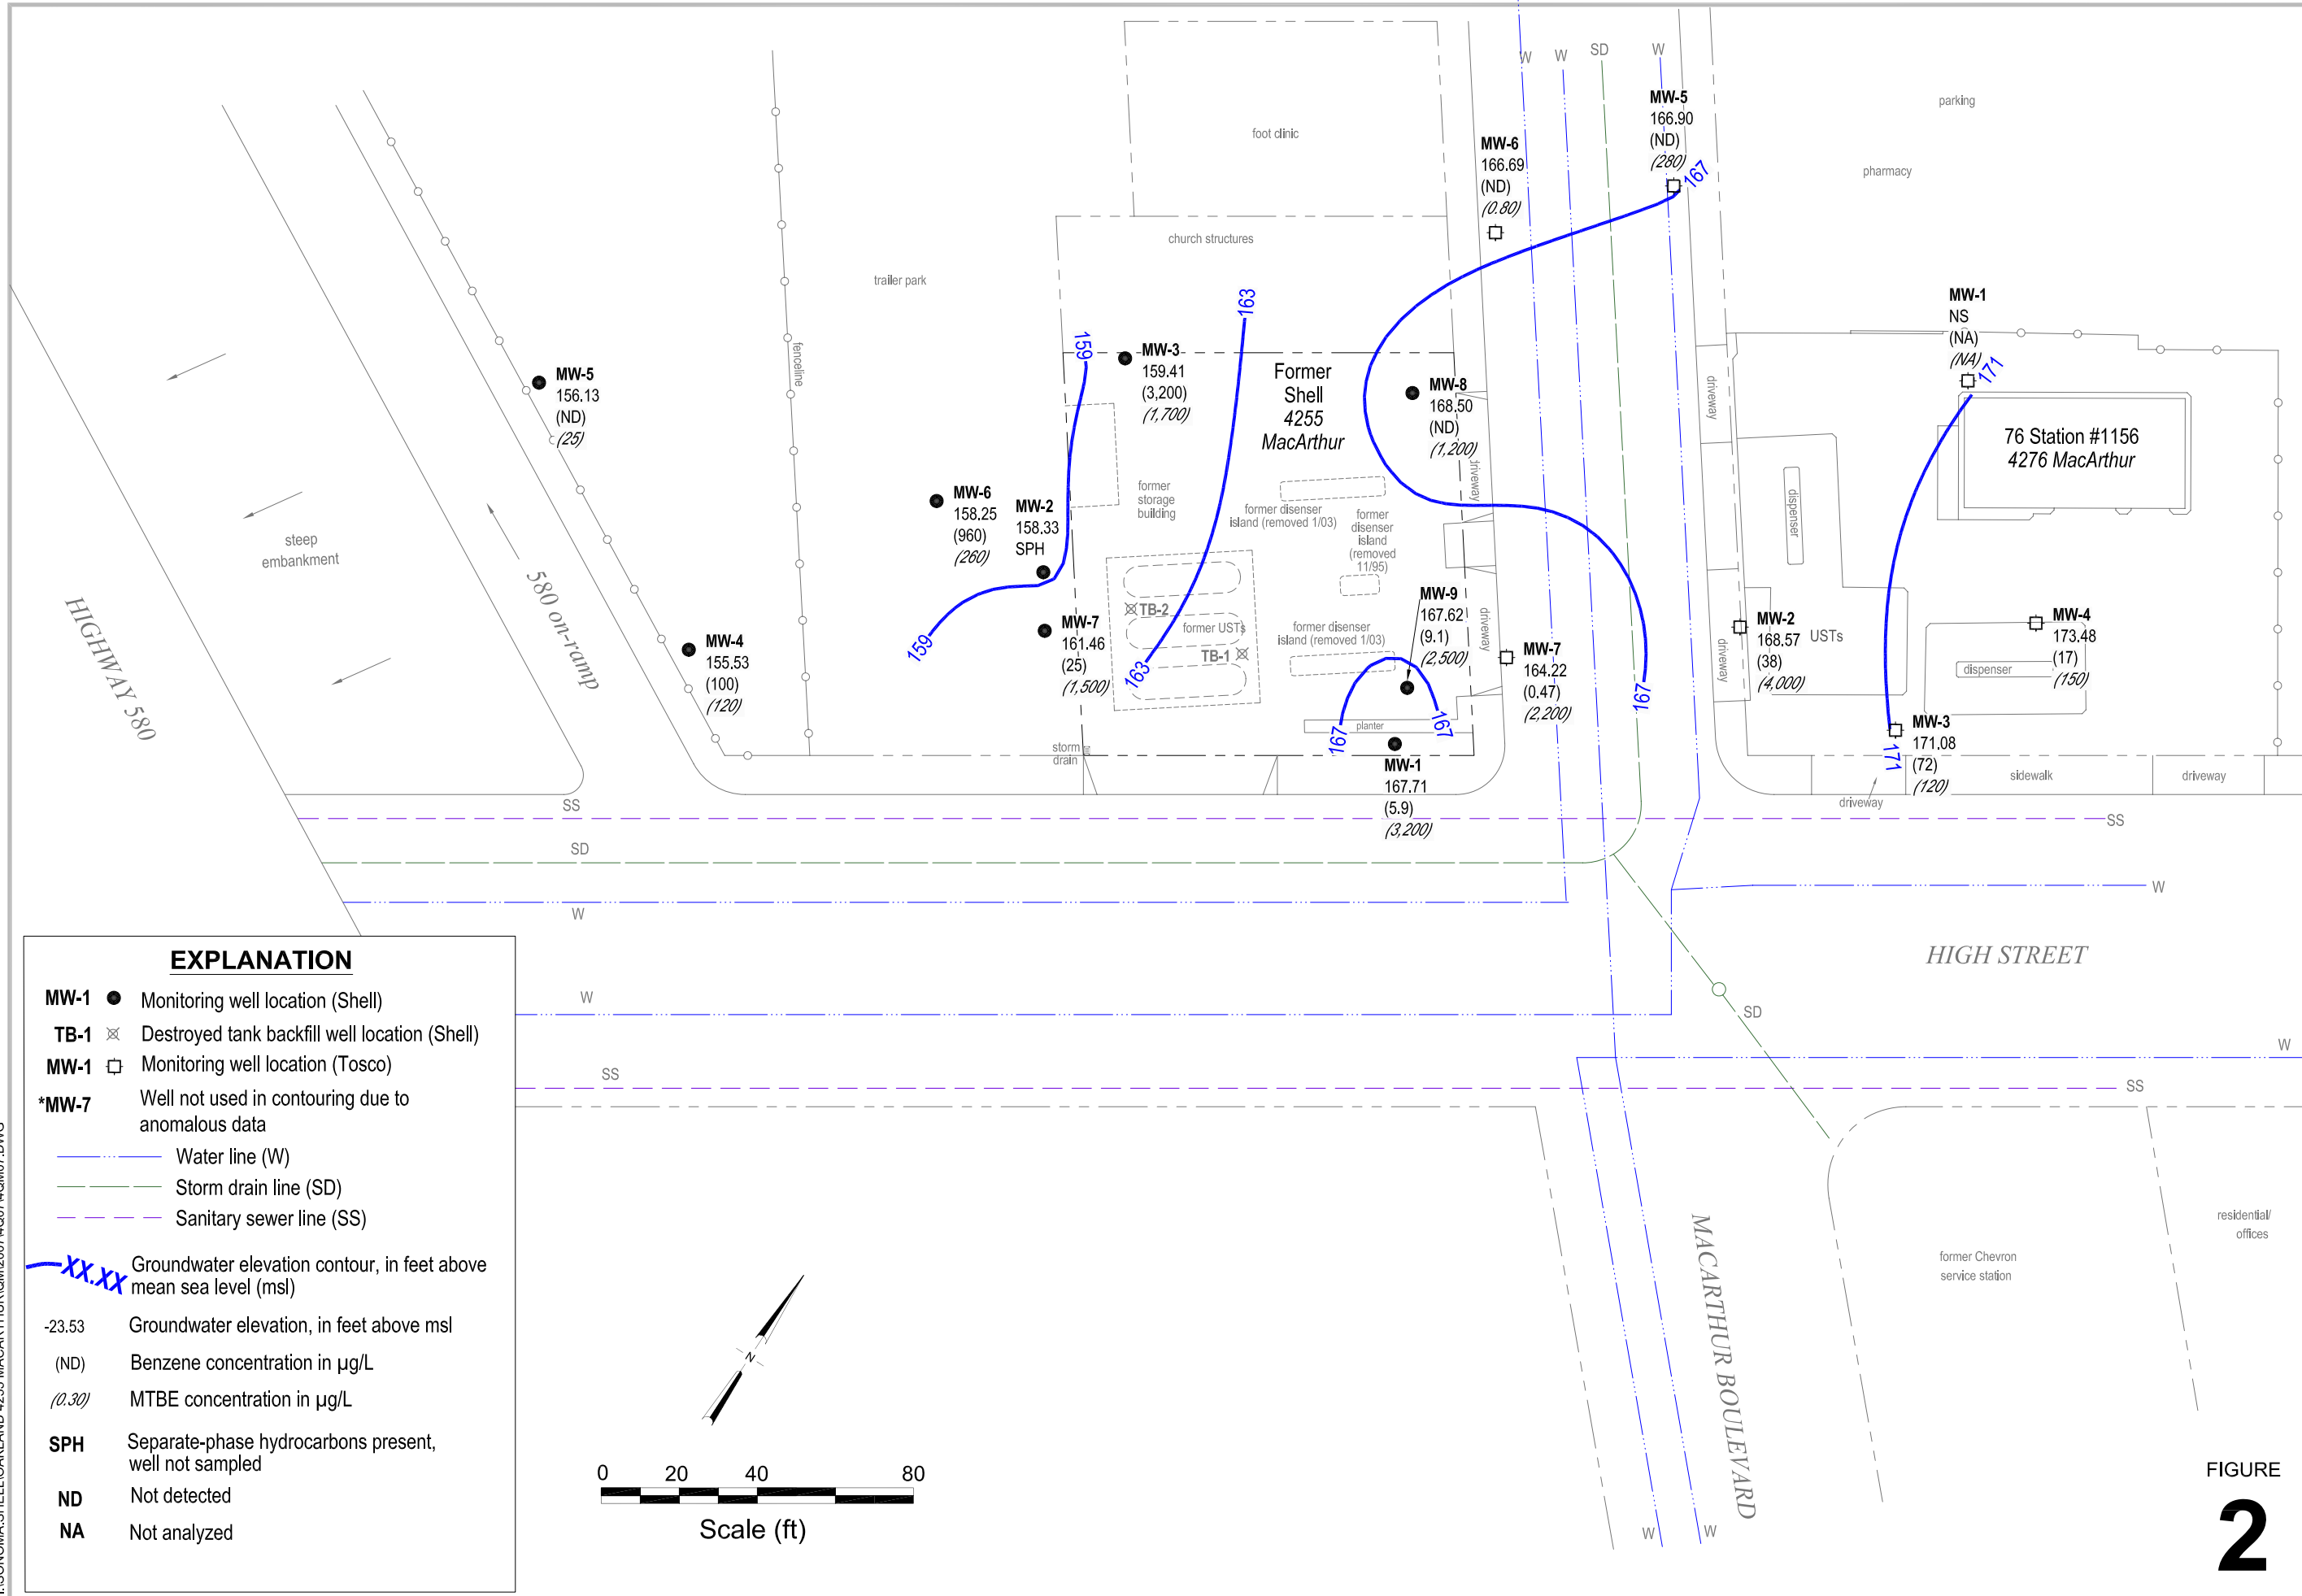 W
W
SD
W
MW-5
166.90
(ND)
(280)
167
parking
foot clinic
MW-6
166.69
(ND)
(0.80)
pharmacy
church structures
trailer park
163
MW-1
NS
(NA)
(NA)
171
159
MW-3
159.41
(3,200)
(1,700)
fenceline
Former
Shell
4255
MacArthur
MW-8
168.50
(ND)
(1,200)
driveway
driveway
76 Station #1156
4276 MacArthur
MW-5
156.13
(ND)
(25)
MW-6
158.25
(960)
(260)
MW-2
158.33
SPH
former
storage
building
former disenser
island (removed 1/03)
former
disenser
island
(removed
11/95)
dispenser
steep
embankment
580 on-ramp
HIGHWAY 580
MW-9
167.62
(9.1)
(2,500)
driveway
TB-2
former USTs
TB-1
former disenser
island (removed 1/03)
MW-7
161.46
(25)
(1,500)
159
163
MW-4
155.53
(100)
(120)
MW-7
164.22
(0.47)
(2,200)
167
driveway
MW-2
168.57
(38)
(4,000)
USTs
MW-4
173.48
(17)
(150)
dispenser
MW-3
171.08
(72)
(120)
171
planter
167
167
storm
drain
MW-1
167.71
(5.9)
(3,200)
driveway
sidewalk
driveway
SS
SS
SD
W
W
HIGH STREET
W
SD
W
SS
SS
EXPLANATION
MW-1 Monitoring well location (Shell)
TB-1 Destroyed tank backfill well location (Shell)
MW-1 Monitoring well location (Tosco)
*MW-7 Well not used in contouring due to
anomalous data
Water line (W)
Storm drain line (SD)
Sanitary sewer line (SS)
XX.XX Groundwater elevation contour, in feet above
mean sea level (msl)
-23.53 Groundwater elevation, in feet above msl
(ND) Benzene concentration in µg/L
(0.30) MTBE concentration in µg/L
SPH Separate-phase hydrocarbons present,
well not sampled
ND Not detected
NA Not analyzed
N
0 20 40 80
Scale (ft)
MACARTHUR BOULEVARD
W
W
former Chevron
service station
residential/
offices
FIGURE
2